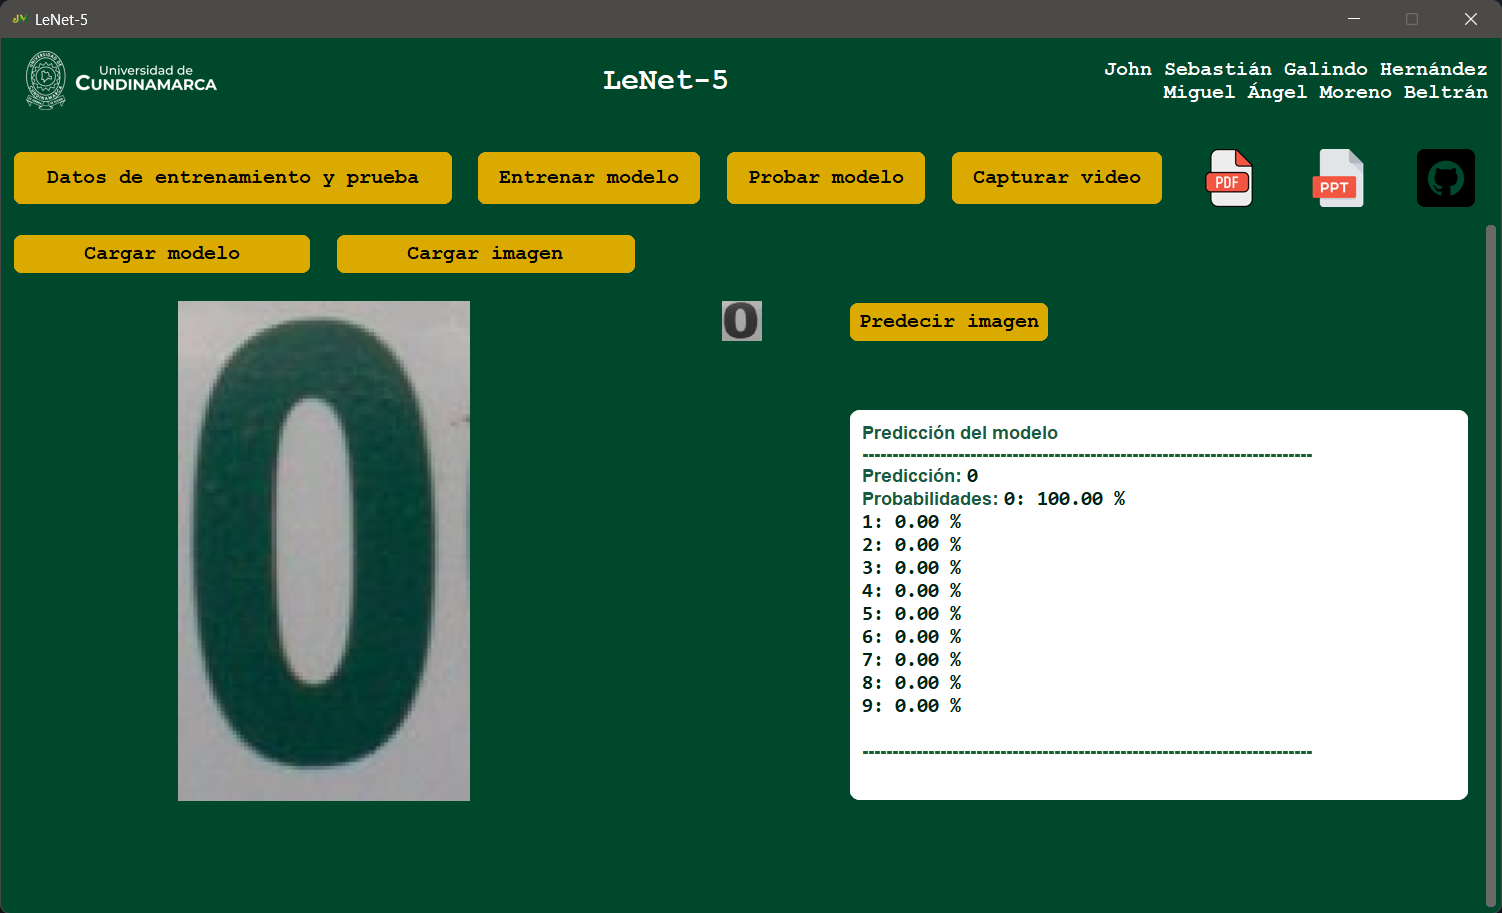 LeNet-5
Universidad de
CUNDINAMARCA
LeNet-5
John Sebastián Galindo Hernández
Miguel Ángel Moreno Beltrán
Datos de entrenamiento y prueba
Entrenar modelo
Probar modelo
Capturar video
PDF
PPT
Cargar modelo
Cargar imagen
0
0
Predecir imagen
Predicción del modelo
---------------------------------------------------------------------------
Predicción: 0
Probabilidades: 0: 100.00 %
1: 0.00 %
2: 0.00 %
3: 0.00 %
4: 0.00 %
5: 0.00 %
6: 0.00 %
7: 0.00 %
8: 0.00 %
9: 0.00 %
---------------------------------------------------------------------------